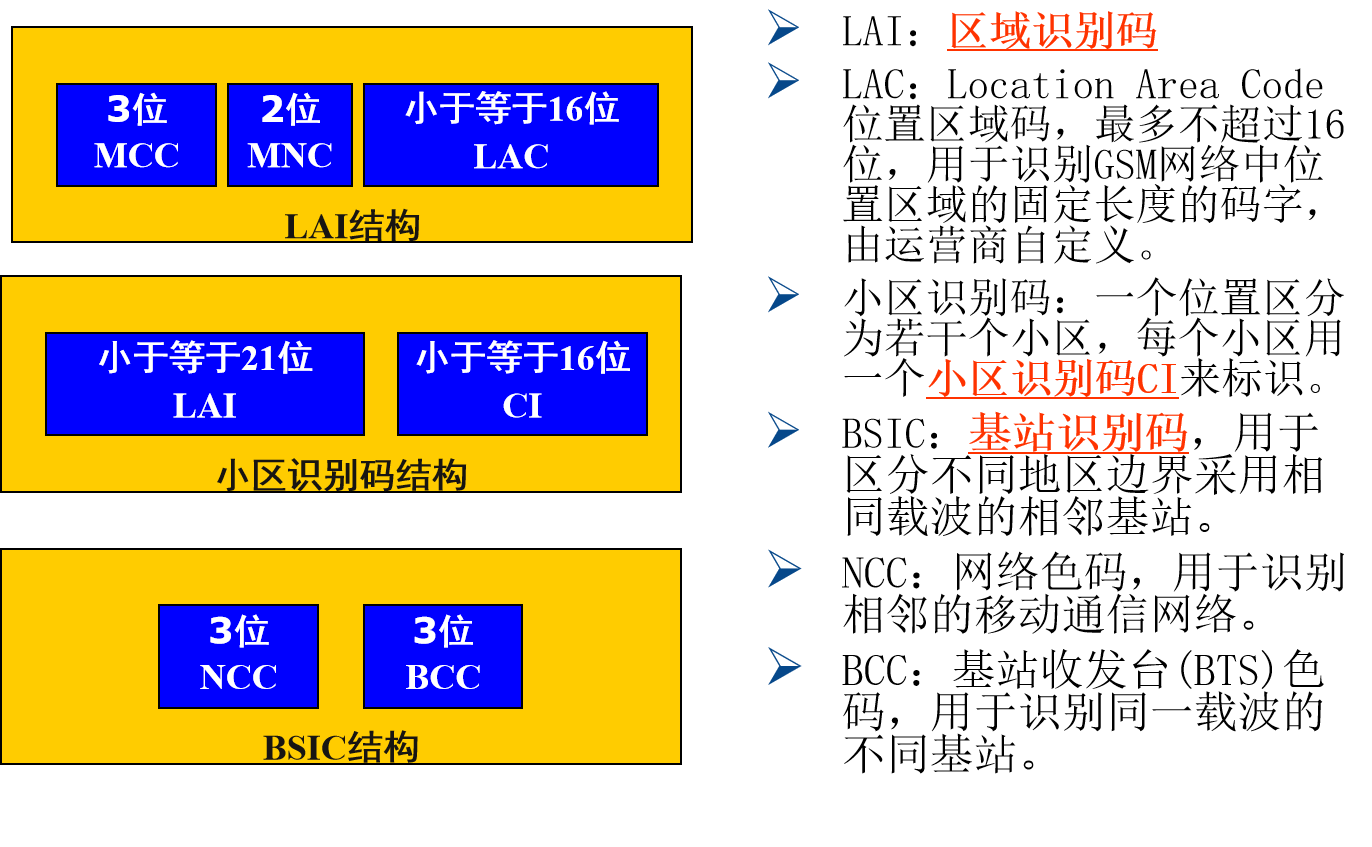 3位
MCC
2位
MNC
小于等于16位
LAC
LAI结构
小于等于21位
LAI
小于等于16位
CI
小区识别码结构
3位
NCC
3位
BCC
BSIC结构
LAI：区域识别码
LAC：Location Area Code
位置区域码，最多不超过16
位，用于识别GSM网络中位
置区域的固定长度的码字，
由运营商自定义。
小区识别码：一个位置区分
为若干个小区，每个小区用
一个小区识别码CI来标识。
BSIC：基站识别码，用于
区分不同地区边界采用相
同载波的相邻基站。
NCC：网络色码，用于识别
相邻的移动通信网络。
BCC：基站收发台(BTS)色
码，用于识别同一载波的
不同基站。